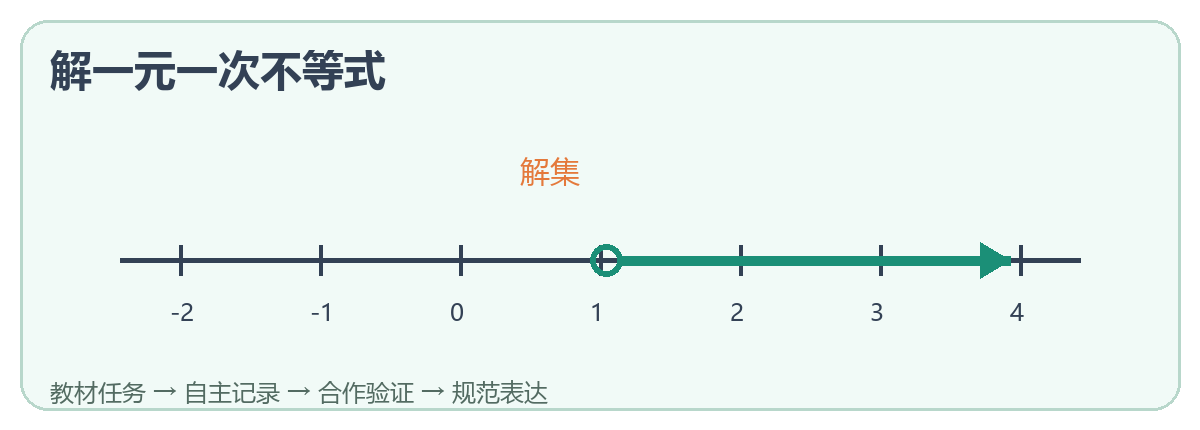 解一元一次不等式
解集
-2 -1 0 1 2 3 4
教材任务 → 自主记录 → 合作验证 → 规范表达